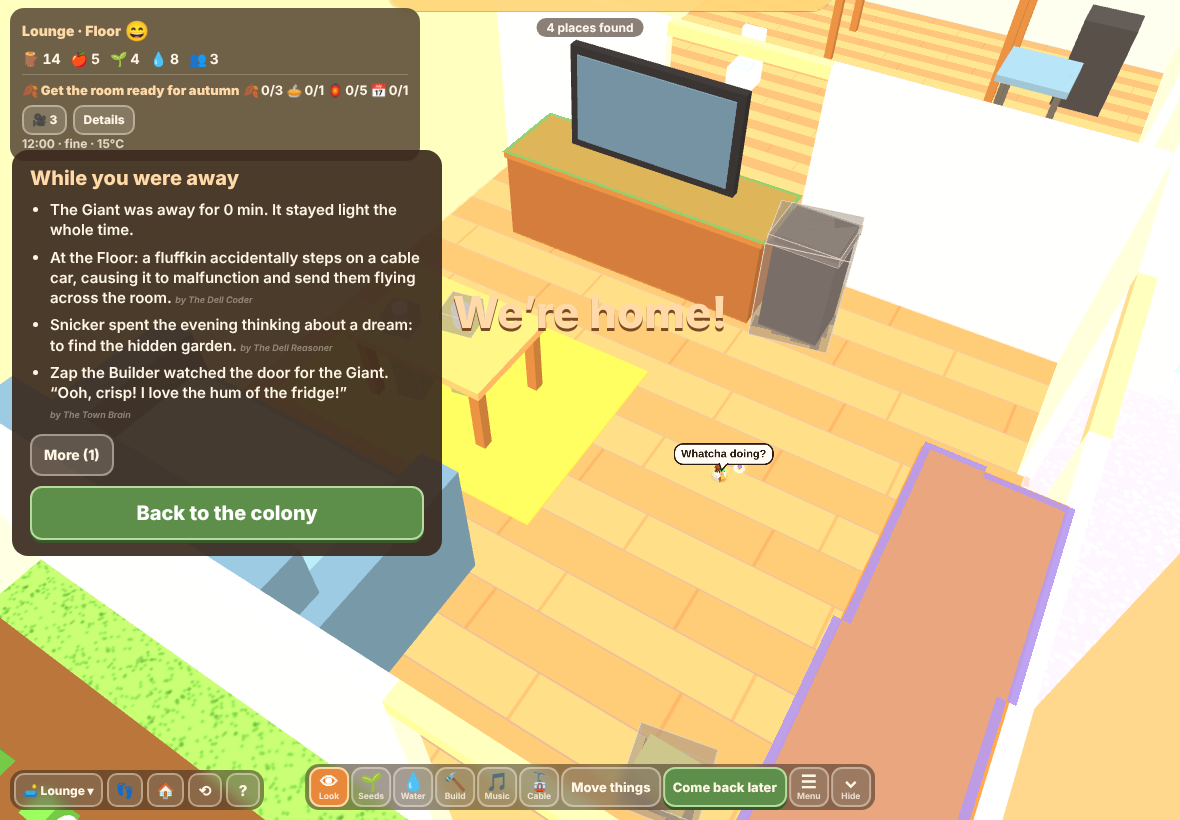 Lounge · Floor 😄
🪵 14 🍎 5 🌱 4 💧 8 👥 3
🍂 Get the room ready for autumn 🍂 0/3 🥧 0/1 🏮 0/5 📅 0/1
🎥 3 Details
12:00 · fine · 15°C
4 places found
While you were away
• The Giant was away for 0 min. It stayed light the
whole time.
• At the Floor: a fluffkin accidentally steps on a cable
car, causing it to malfunction and send them flying
across the room. by The Dell Coder
• Snicker spent the evening thinking about a dream:
to find the hidden garden. by The Dell Reasoner
• Zap the Builder watched the door for the Giant.
“Ooh, crisp! I love the hum of the fridge!”
by The Town Brain
More (1)
Back to the colony
We're home!
Whatcha doing?
🛋️ Lounge ▾ 👣 🏠 ⟲ ?
Look Seeds Water Build Music Cable Move things Come back later Menu Hide